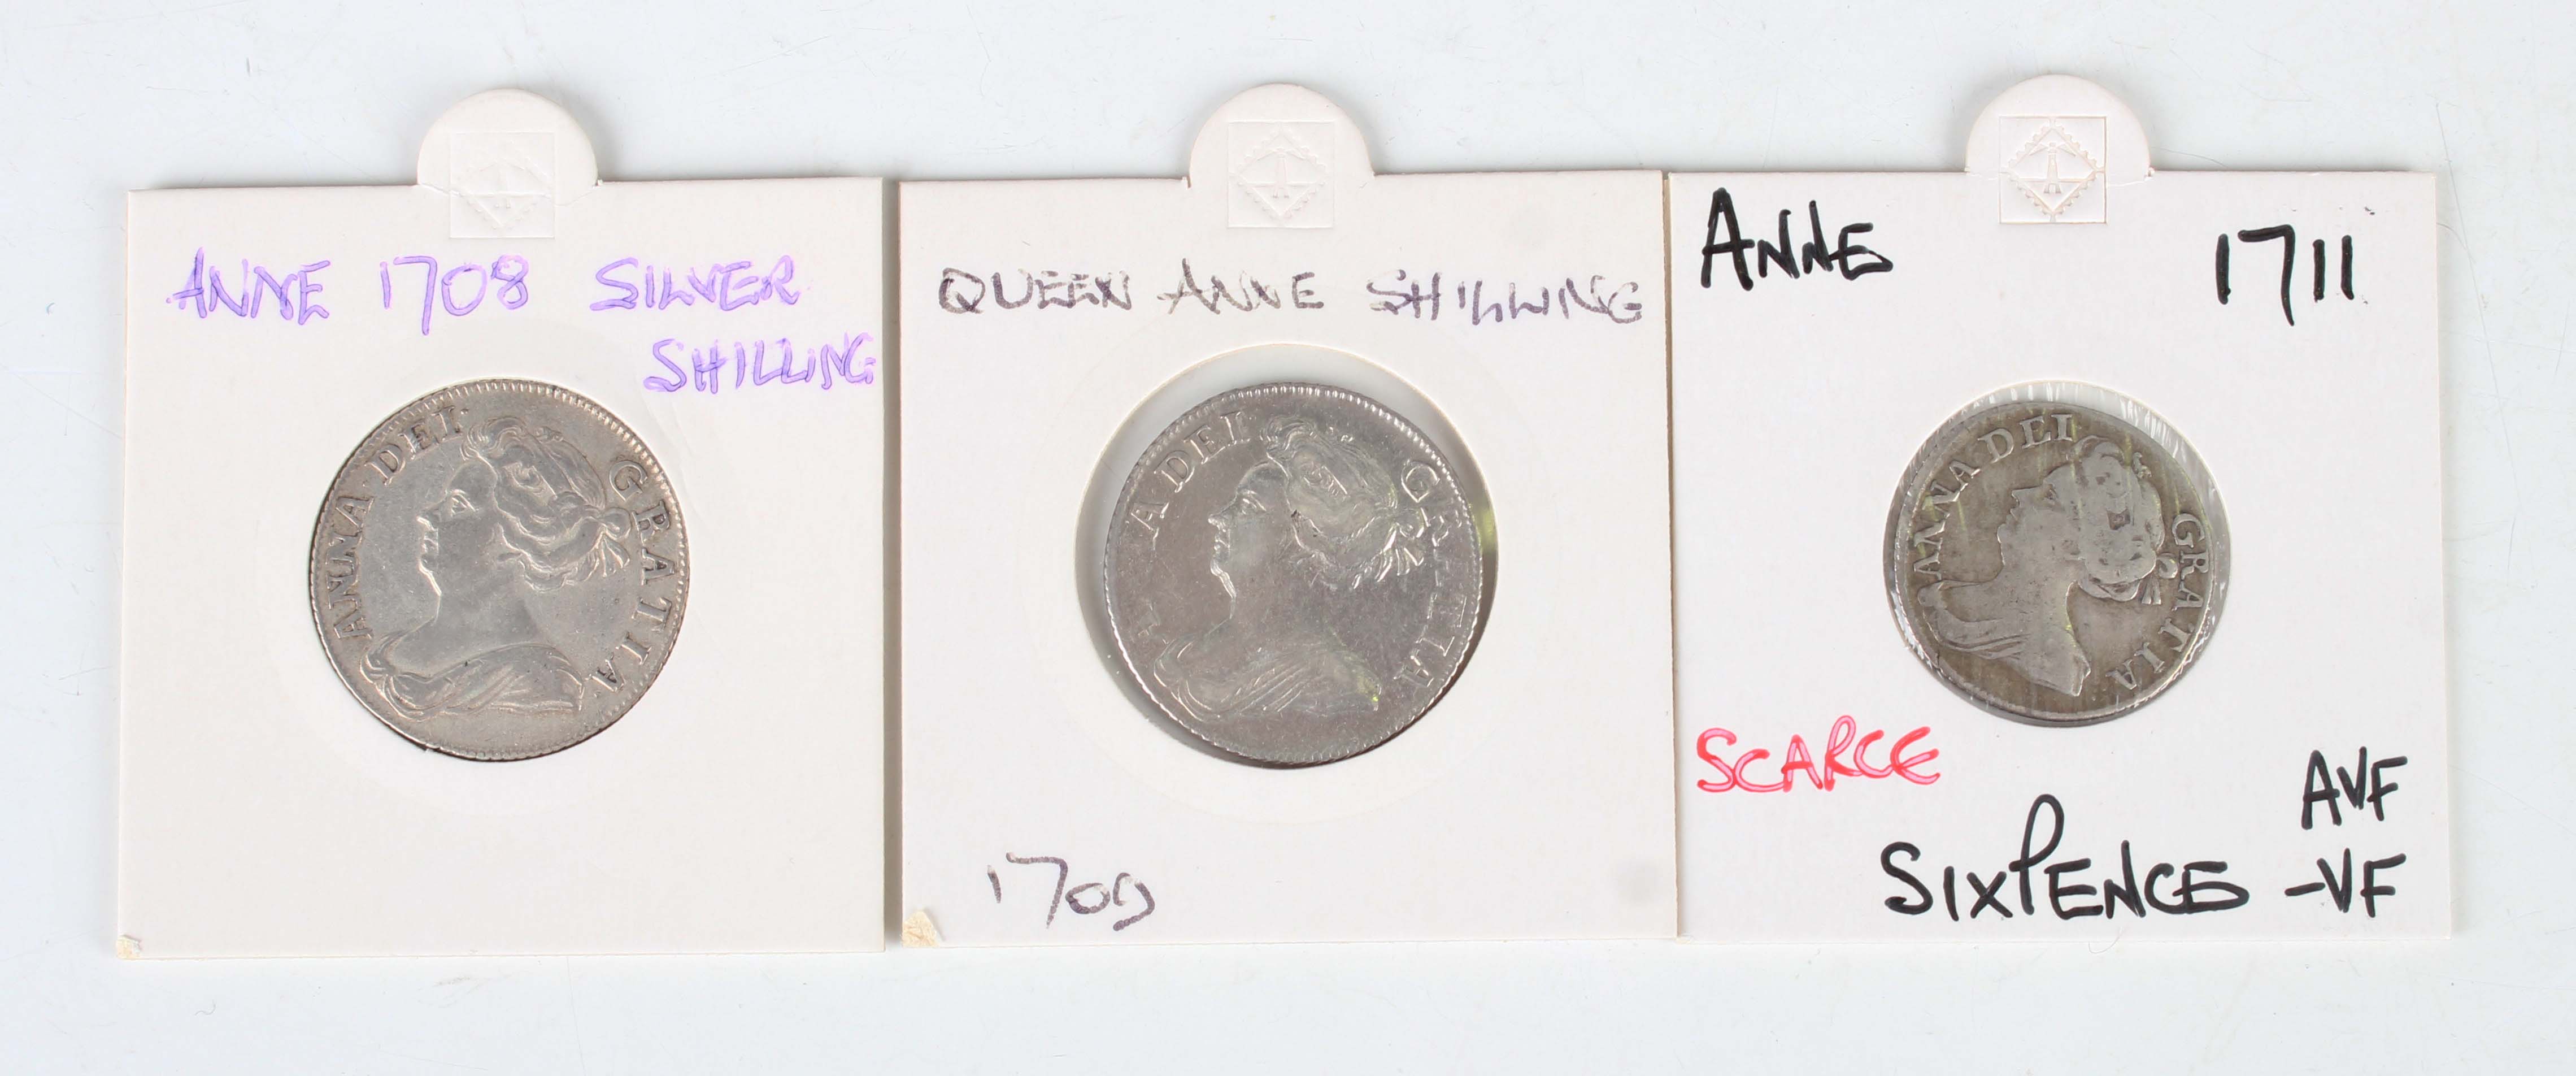 ANNE 1708 SILVER
SHILLING
ANNA DEI GRATIA
QUEEN ANNE SHILLING
A DEI GRATIA
1709
ANNE 1711
ANNA DEI GRATIA
SCARCE
AVF
SIXPENCE -VF